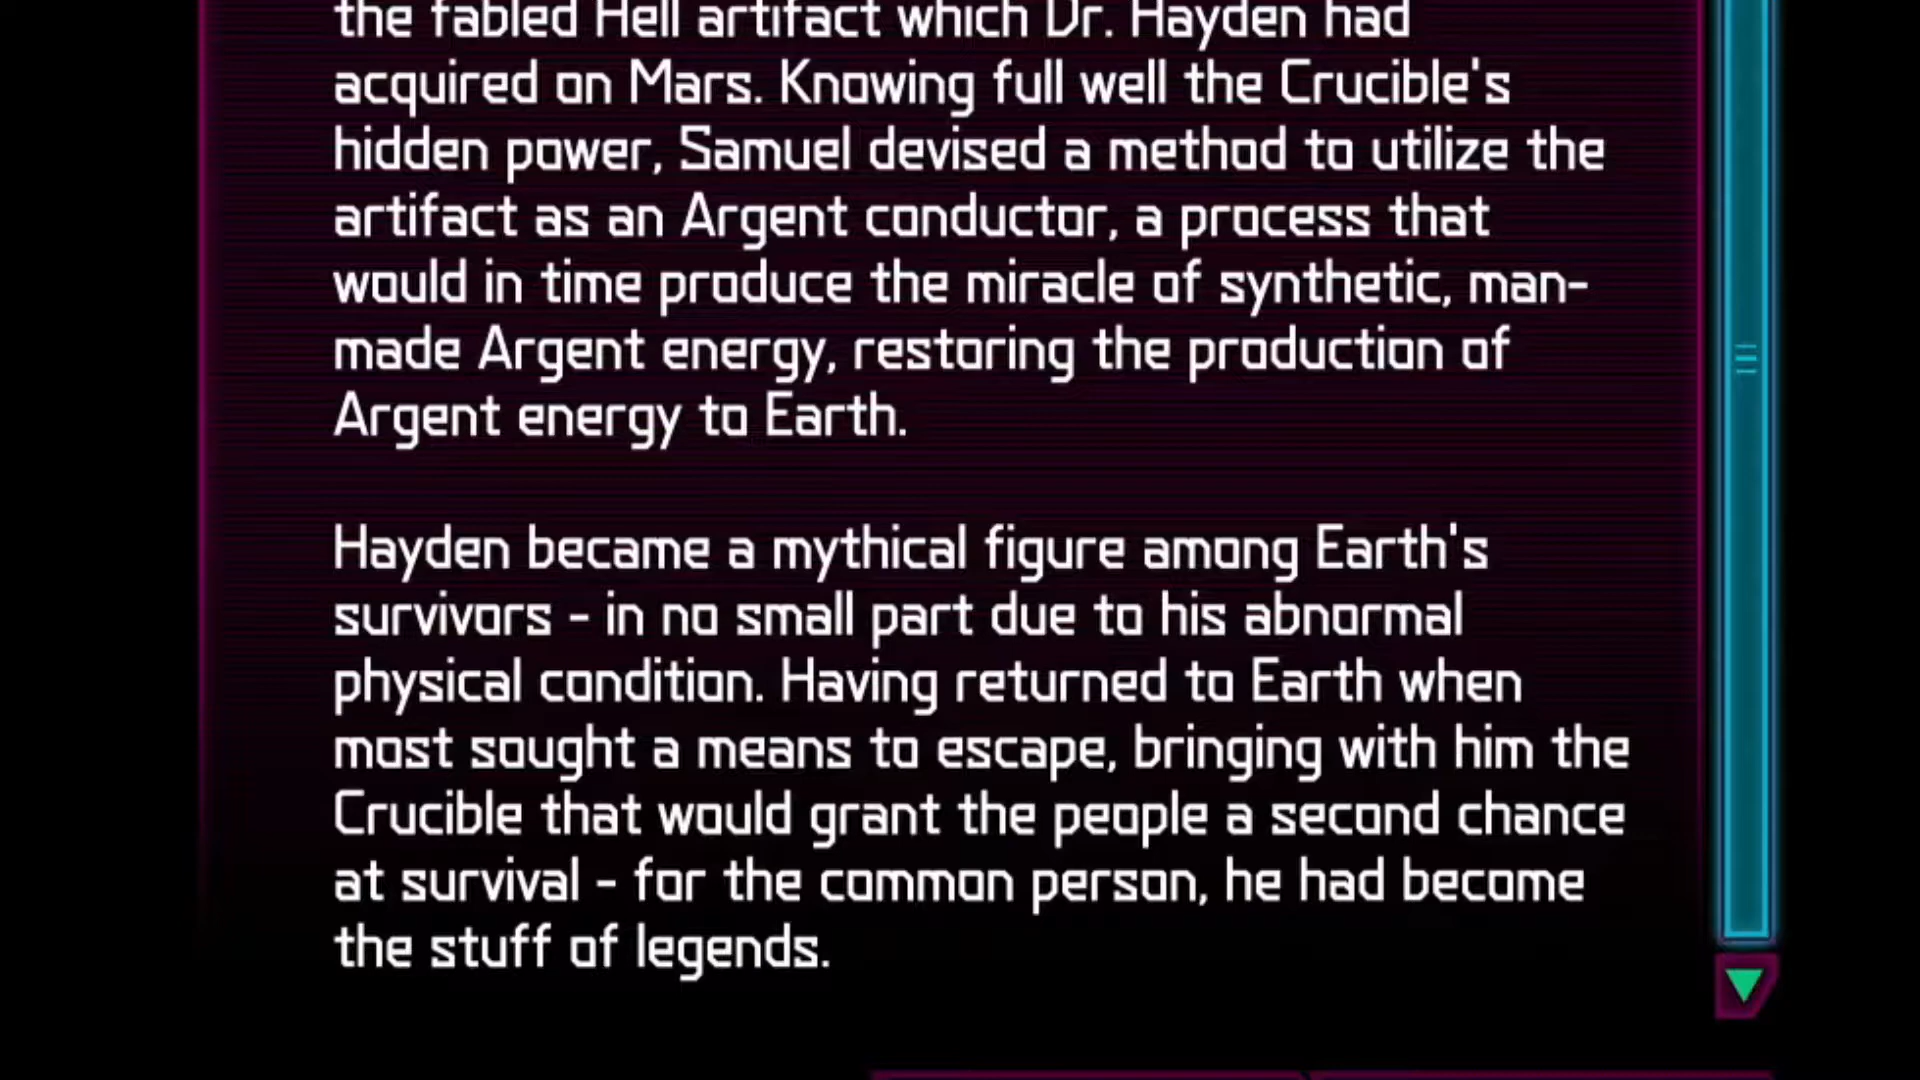 the fabled Hell artifact which Dr. Hayden had
acquired on Mars. Knowing full well the Crucible's
hidden power, Samuel devised a method to utilize the
artifact as an Argent conductor, a process that
would in time produce the miracle of synthetic, man-
made Argent energy, restoring the production of
Argent energy to Earth.
Hayden became a mythical figure among Earth's
survivors - in no small part due to his abnormal
physical condition. Having returned to Earth when
most sought a means to escape, bringing with him the
Crucible that would grant the people a second chance
at survival - for the common person, he had become
the stuff of legends.